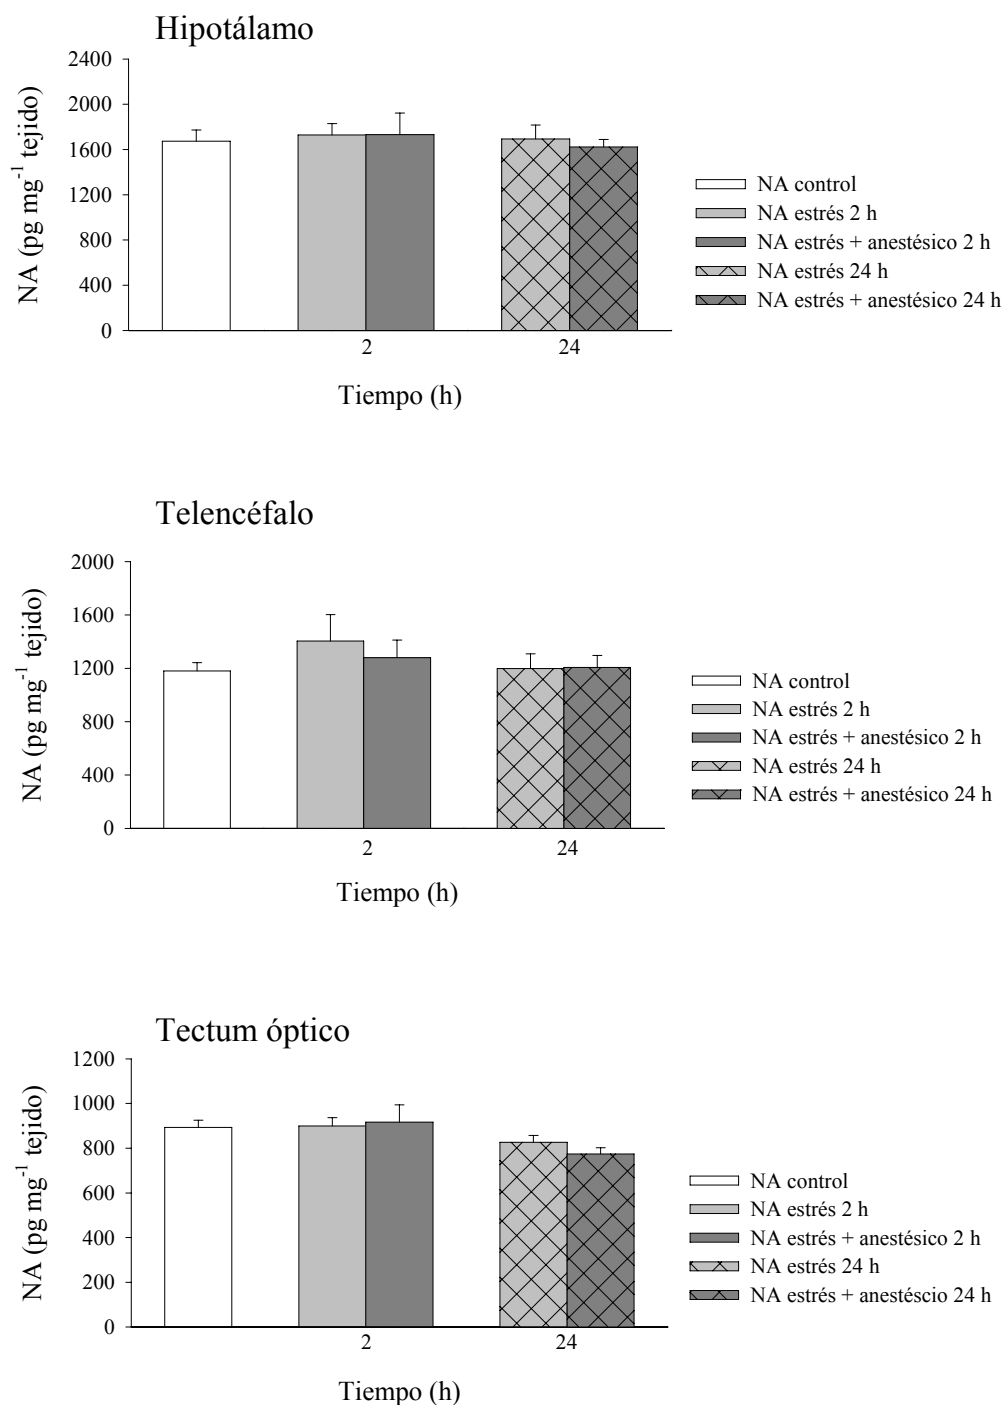 Hipotálamo
NA (pg mg-1 tejido)
2400
2000
1600
1200
800
400
0
2
24
Tiempo (h)
NA control
NA estrés 2 h
NA estrés + anestésico 2 h
NA estrés 24 h
NA estrés + anestésico 24 h
Telencéfalo
NA (pg mg-1 tejido)
2000
1600
1200
800
400
0
2
24
Tiempo (h)
NA control
NA estrés 2 h
NA estrés + anestésico 2 h
NA estrés 24 h
NA estrés + anestésico 24 h
Tectum óptico
NA (pg mg-1 tejido)
1200
1000
800
600
400
200
0
2
24
Tiempo (h)
NA control
NA estrés 2 h
NA estrés + anestésico 2 h
NA estrés 24 h
NA estrés + anestéscio 24 h